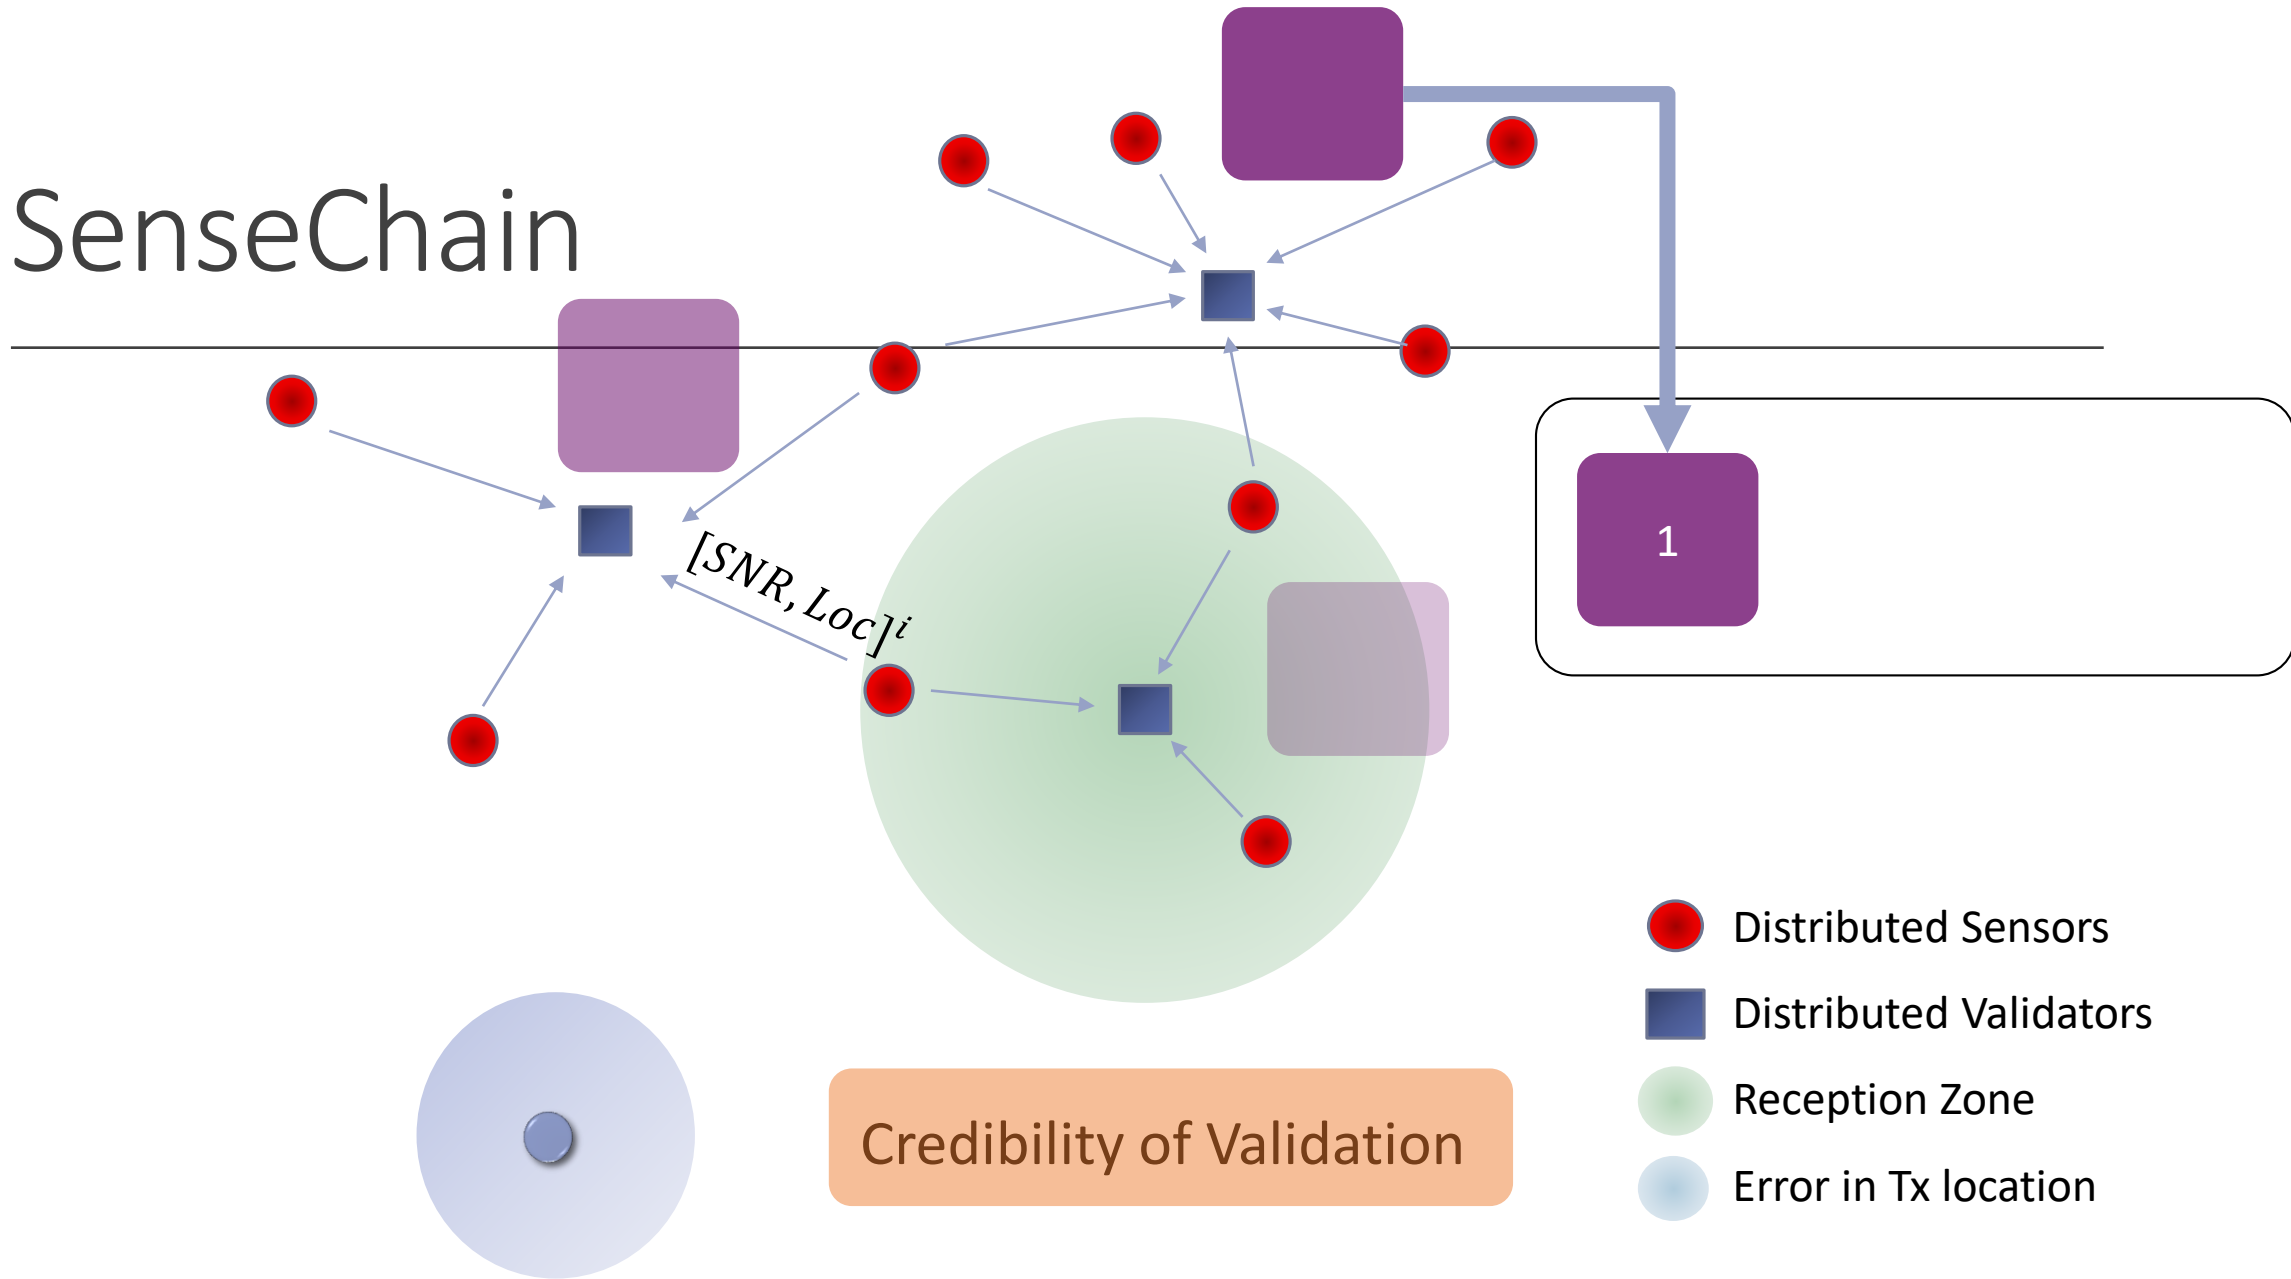 SenseChain
[SNR, Loc]^i
1
Distributed Sensors
Distributed Validators
Reception Zone
Error in Tx location
Credibility of Validation